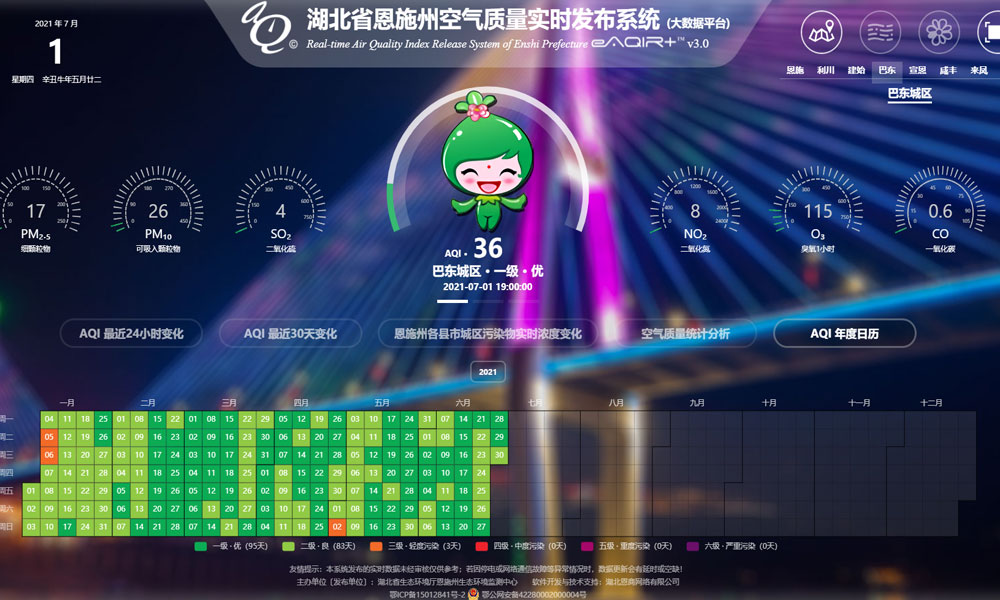 2021 年 7 月
1
星期四 辛丑牛年五月廿二
湖北省恩施州空气质量实时发布系统 (大数据平台)
© Real-time Air Quality Index Release System of Enshi Prefecture eAQIR+™ v3.0
恩施 利川 建始 巴东 宣恩 咸丰 来凤
巴东城区
17
PM2.5
细颗粒物
26
PM10
可吸入颗粒物
4
SO2
二氧化硫
AQI · 36
巴东城区 · 一级 · 优
2021-07-01 19:00:00
8
NO2
二氧化氮
115
O3
臭氧1小时
0.6
CO
一氧化碳
AQI 最近24小时变化 AQI 最近30天变化 恩施州各县市城区污染物实时浓度变化 空气质量统计分析 AQI 年度日历
2021
一月 二月 三月 四月 五月 六月 七月 八月 九月 十月 十一月 十二月
周一 04 11 18 25 01 08 15 22 01 08 15 22 29 05 12 19 26 03 10 17 24 31 07 14 21 28
周二 05 12 19 26 02 09 16 23 02 09 16 23 30 06 13 20 27 04 11 18 25 01 08 15 22 29
周三 06 13 20 27 03 10 17 24 03 10 17 24 31 07 14 21 28 05 12 19 26 02 09 16 23 30
周四 07 14 21 28 04 11 18 25 04 11 18 25 01 08 15 22 29 06 13 20 27 03 10 17 24
周五 01 08 15 22 29 05 12 19 26 05 12 19 26 02 09 16 23 30 07 14 21 28 04 11 18 25
周六 02 09 16 23 30 06 13 20 27 06 13 20 27 03 10 17 24 01 08 15 22 29 05 12 19 26
周日 03 10 17 24 31 07 14 21 28 07 14 21 28 04 11 18 25 02 09 16 23 30 06 13 20 27
一级 - 优 (95天) 二级 - 良 (83天) 三级 - 轻度污染 (3天) 四级 - 中度污染 (0天) 五级 - 重度污染 (0天) 六级 - 严重污染 (0天)
友情提示：本系统发布的实时数据未经审核仅供参考；若因停电或网络通信故障等异常情况时，数据更新会有延时或空缺！
主办单位〔发布单位〕：湖北省生态环境厅恩施州生态环境监测中心 软件开发与技术支持：湖北恩商网络有限公司
鄂ICP备15012841号-2 鄂公网安备42280002000004号